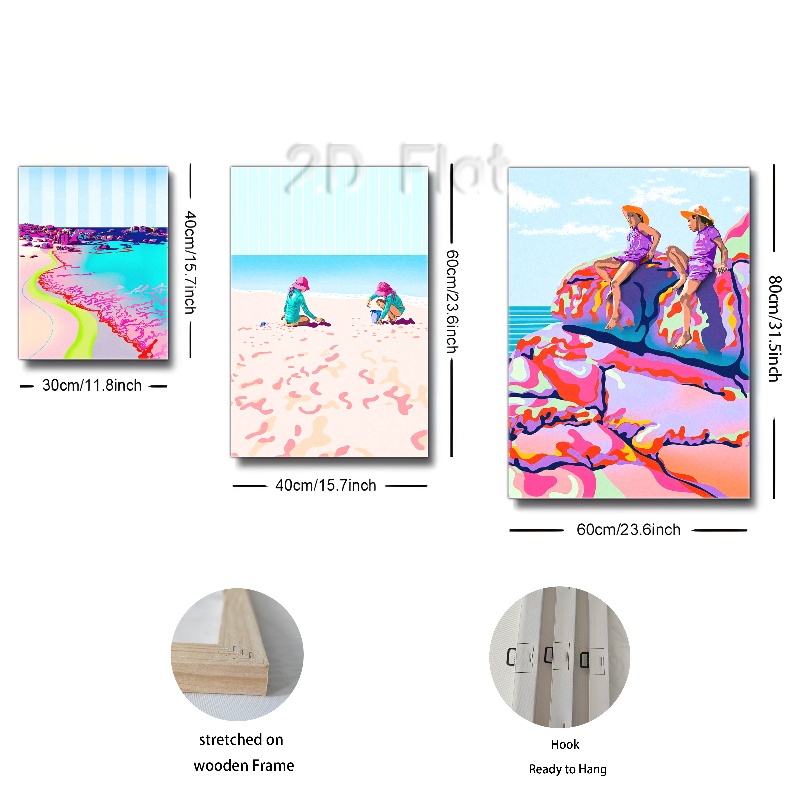 2D Flat
40cm/15.7inch
30cm/11.8inch
60cm/23.6inch
40cm/15.7inch
80cm/31.5inch
60cm/23.6inch
stretched on
wooden Frame
Hook
Ready to Hang